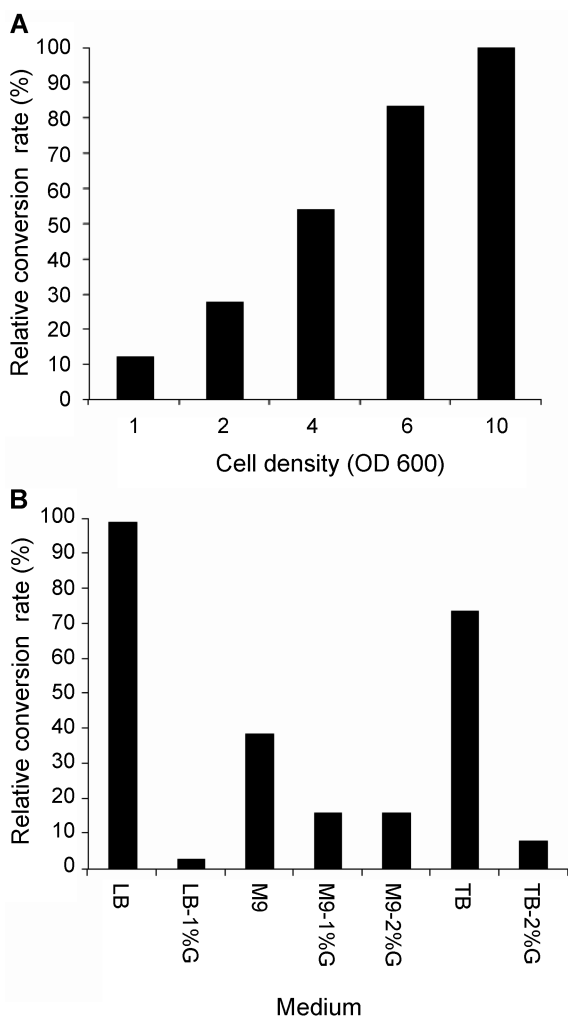 A
Relative conversion rate (%)
100
90
80
70
60
50
40
30
20
10
0
1 2 4 6 10
Cell density (OD 600)
B
Relative conversion rate (%)
100
90
80
70
60
50
40
30
20
10
0
LB
LB-1%G
M9
M9-1%G
M9-2%G
TB
TB-2%G
Medium